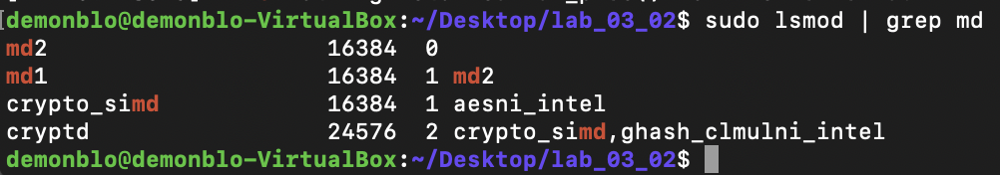 demonblo@demonblo-VirtualBox:~/Desktop/lab_03_02$ sudo lsmod | grep md
md2                    16384  0
md1                    16384  1 md2
crypto_simd            16384  1 aesni_intel
cryptd                 24576  2 crypto_simd,ghash_clmulni_intel
demonblo@demonblo-VirtualBox:~/Desktop/lab_03_02$